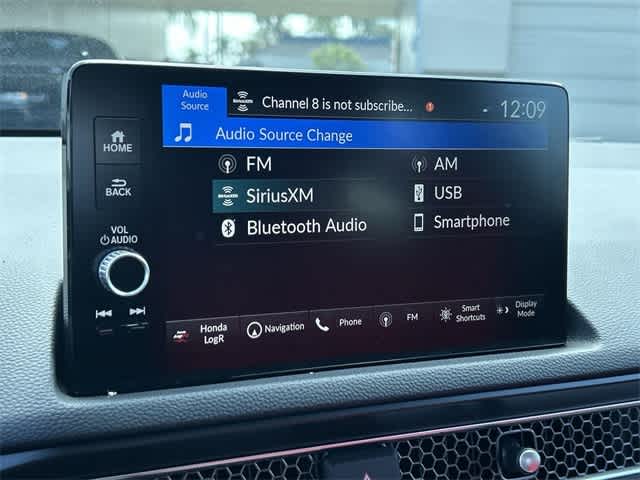 Audio Source
SiriusXM Channel 8 is not subscribe...
12:09
Audio Source Change
HOME
BACK
VOL
AUDIO
FM
AM
SiriusXM
USB
Bluetooth Audio
Smartphone
Honda LogR
Navigation
Phone
FM
Smart Shortcuts
Display Mode